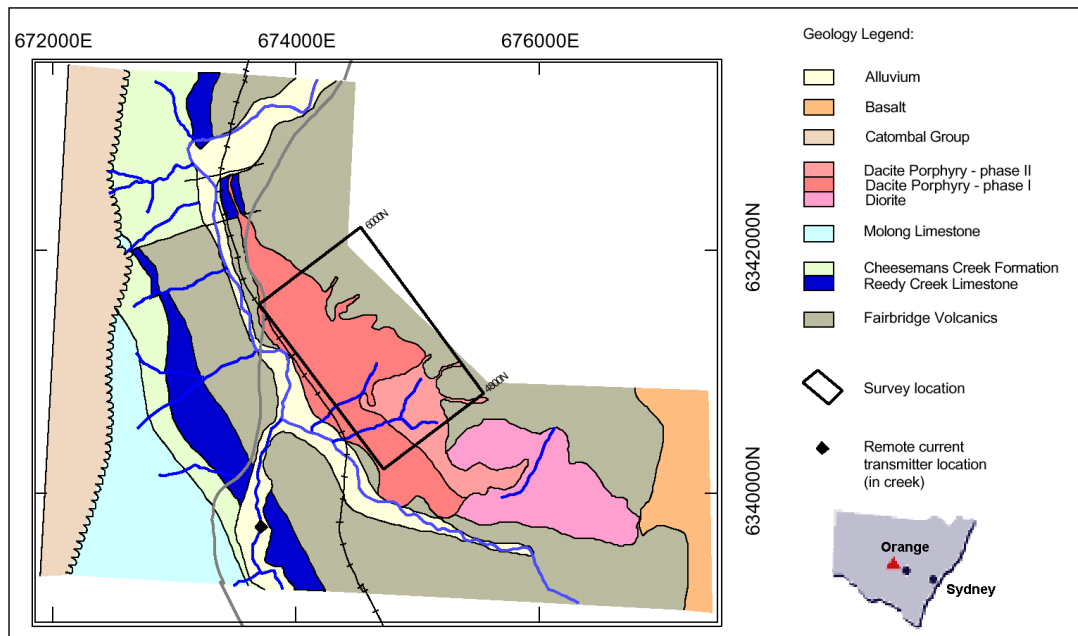 672000E 674000E 676000E
6342000N
6340000N
6000N
4800N
Geology Legend:
Alluvium
Basalt
Catombal Group
Dacite Porphyry - phase II
Dacite Porphyry - phase I
Diorite
Molong Limestone
Cheesemans Creek Formation
Reedy Creek Limestone
Fairbridge Volcanics
Survey location
Remote current
transmitter location
(in creek)
Orange
Sydney